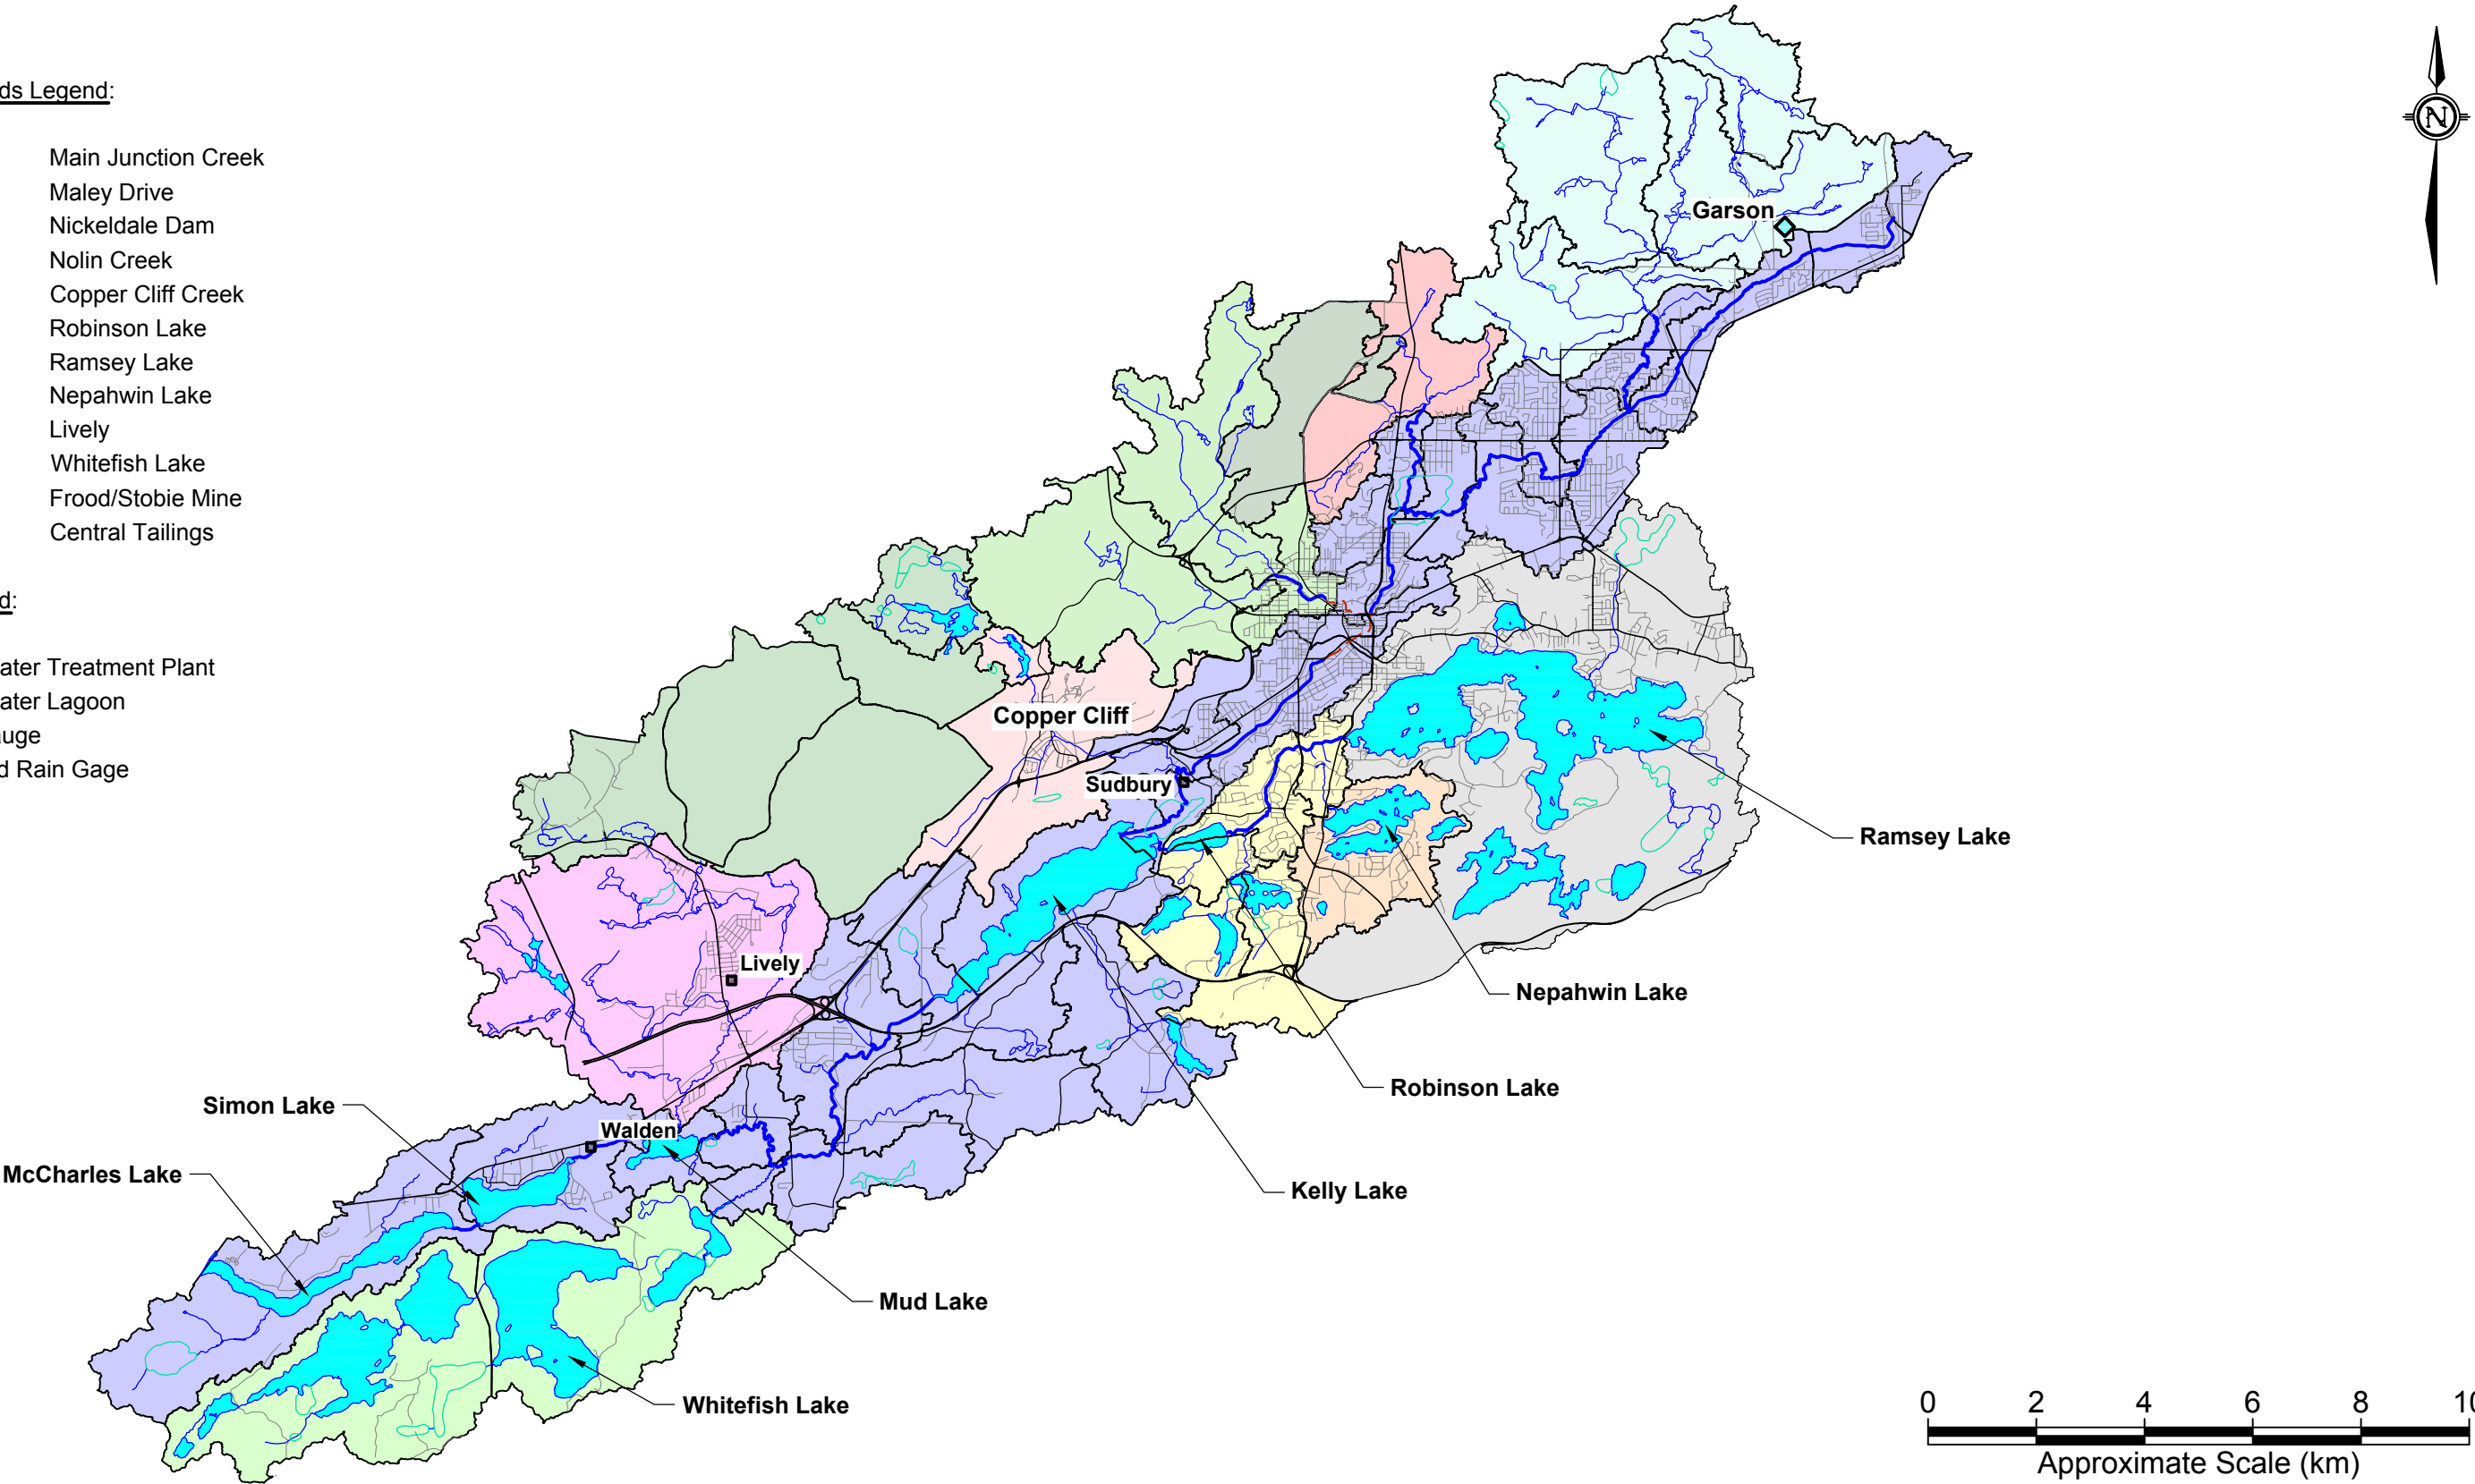 ds Legend:
Main Junction Creek
Maley Drive
Nickeldale Dam
Nolin Creek
Copper Cliff Creek
Robinson Lake
Ramsey Lake
Nepahwin Lake
Lively
Whitefish Lake
Frood/Stobie Mine
Central Tailings
d:
ater Treatment Plant
ater Lagoon
auge
d Rain Gage
N
Garson
Copper Cliff
Sudbury
Ramsey Lake
Lively
Nepahwin Lake
Robinson Lake
Simon Lake
Walden
McCharles Lake
Kelly Lake
Mud Lake
Whitefish Lake
0 2 4 6 8 10
Approximate Scale (km)